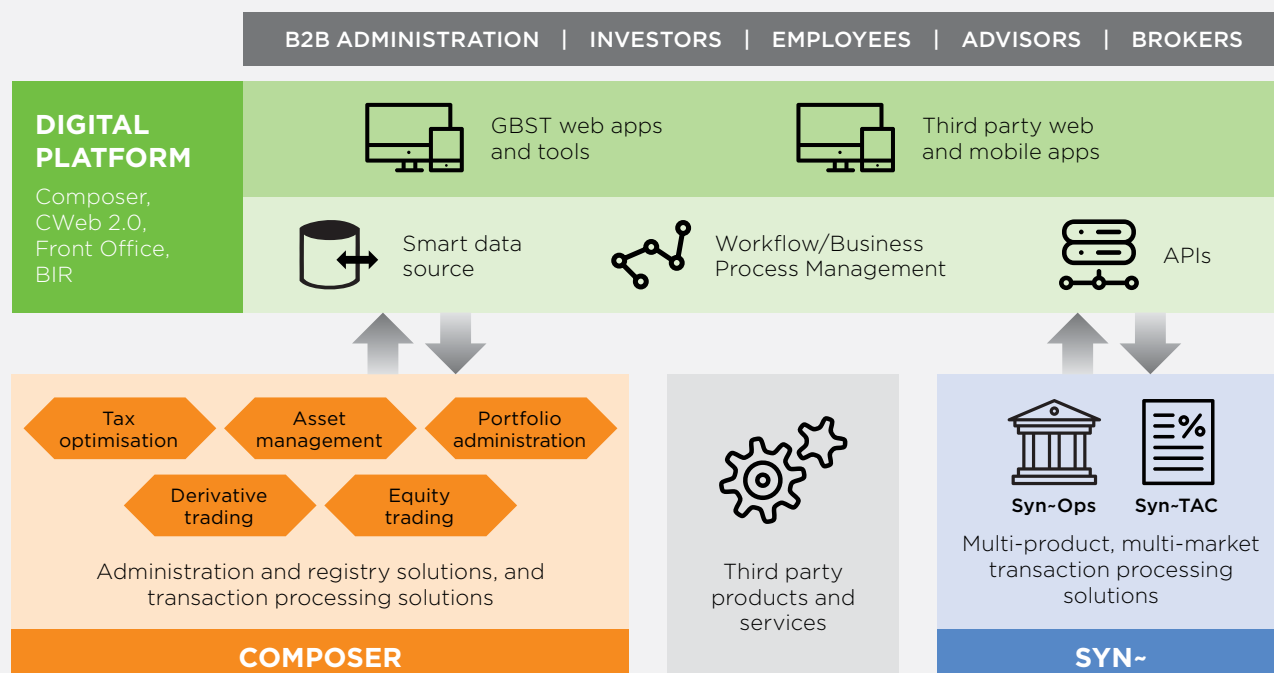 B2B ADMINISTRATION | INVESTORS | EMPLOYEES | ADVISORS | BROKERS
DIGITAL
PLATFORM
Composer,
CWeb 2.0,
Front Office,
BIR
GBST web apps
and tools
Third party web
and mobile apps
Smart data
source
Workflow/Business
Process Management
APIs
Tax
optimisation
Asset
management
Portfolio
administration
Derivative
trading
Equity
trading
Administration and registry solutions, and
transaction processing solutions
COMPOSER
Third party
products and
services
%
Syn~Ops
Syn~TAC
Multi-product, multi-market
transaction processing
solutions
SYN~